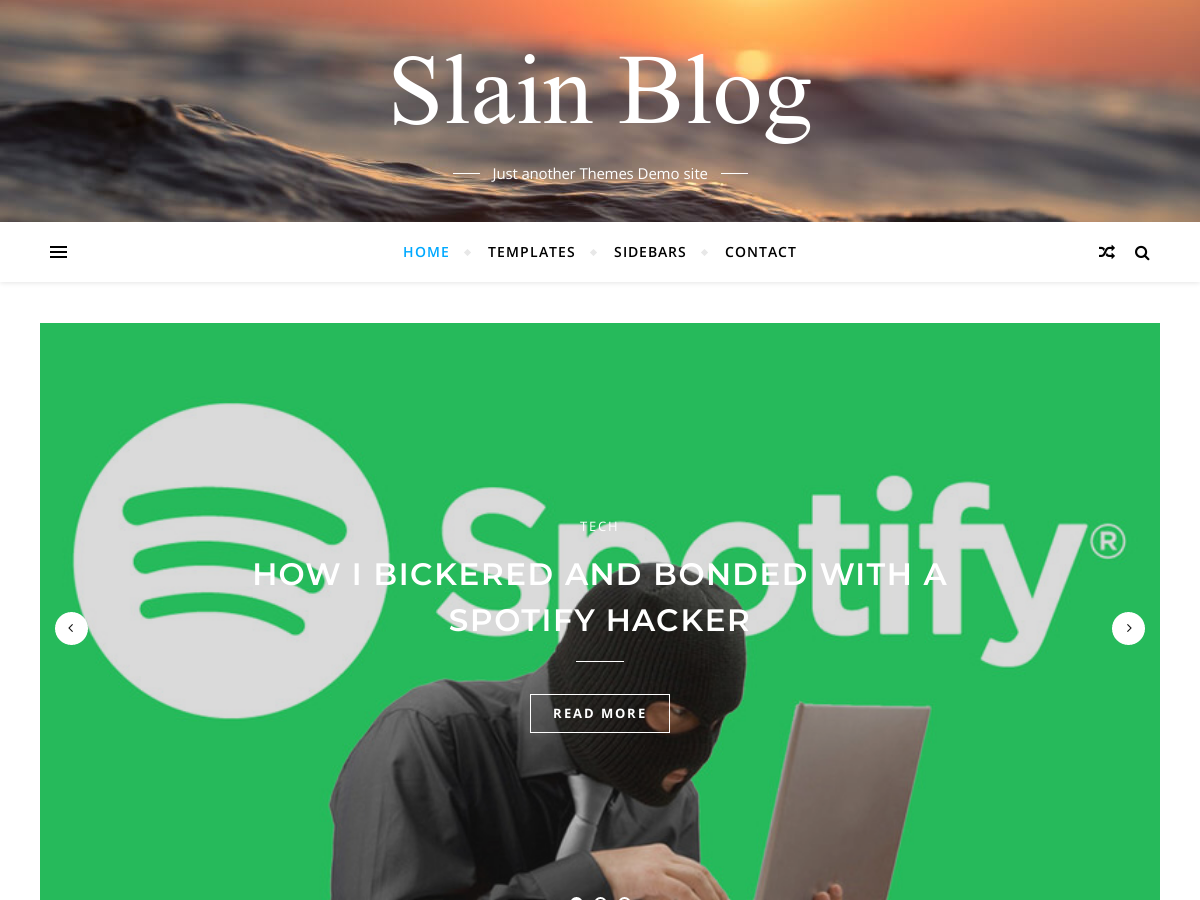 Slain Blog
Just another Themes Demo site
HOME
TEMPLATES
SIDEBARS
CONTACT
Spotify®
TECH
HOW I BICKERED AND BONDED WITH A
SPOTIFY HACKER
READ MORE